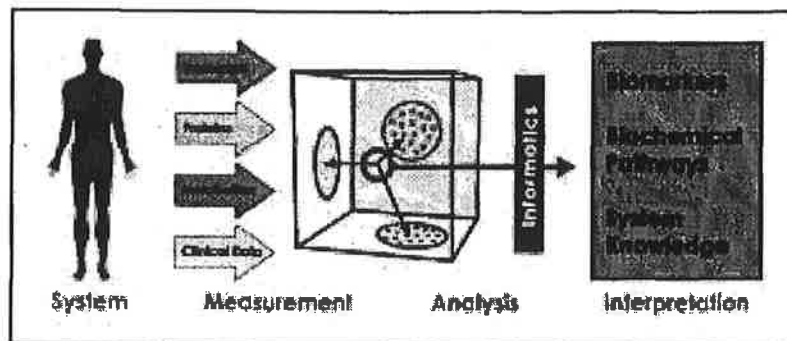 Proteins
Clinical Data
Informatics
Biomarkers
Biochemical
Pathways
System
Knowledge
System
Measurement
Analysis
Interpretation